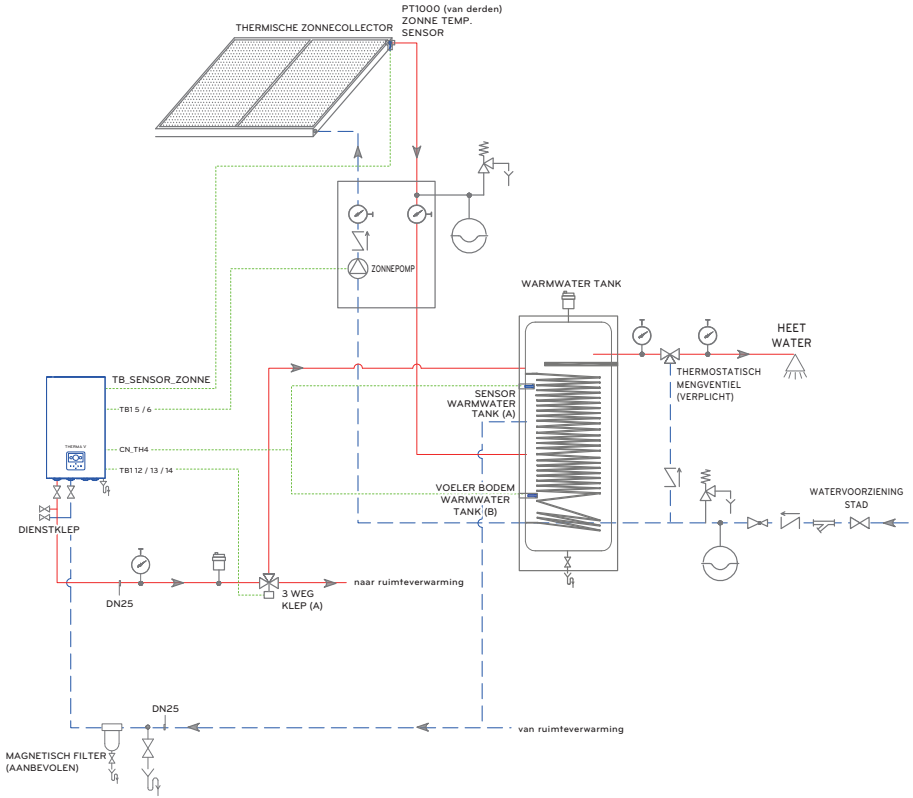 PT1000 (van derden)
ZONNE TEMP.
SENSOR
THERMISCHE ZONNECOLLECTOR
ZONNEPOMP
WARMWATER TANK
HEET
WATER
THERMOSTATISCH
MENGVENTIEL
(VERPLICHT)
TB_SENSOR_ZONNE
TB1 5 / 6
SENSOR
WARMWATER
TANK (A)
CN_TH4
THERMA V
TB1 12 / 13 / 14
VOELER BODEM
WARMWATER
TANK (B)
WATERVOORZIENING
STAD
DIENSTKLEP
naar ruimteverwarming
DN25
3 WEG
KLEP (A)
DN25
van ruimteverwarming
MAGNETISCH FILTER
(AANBEVOLEN)